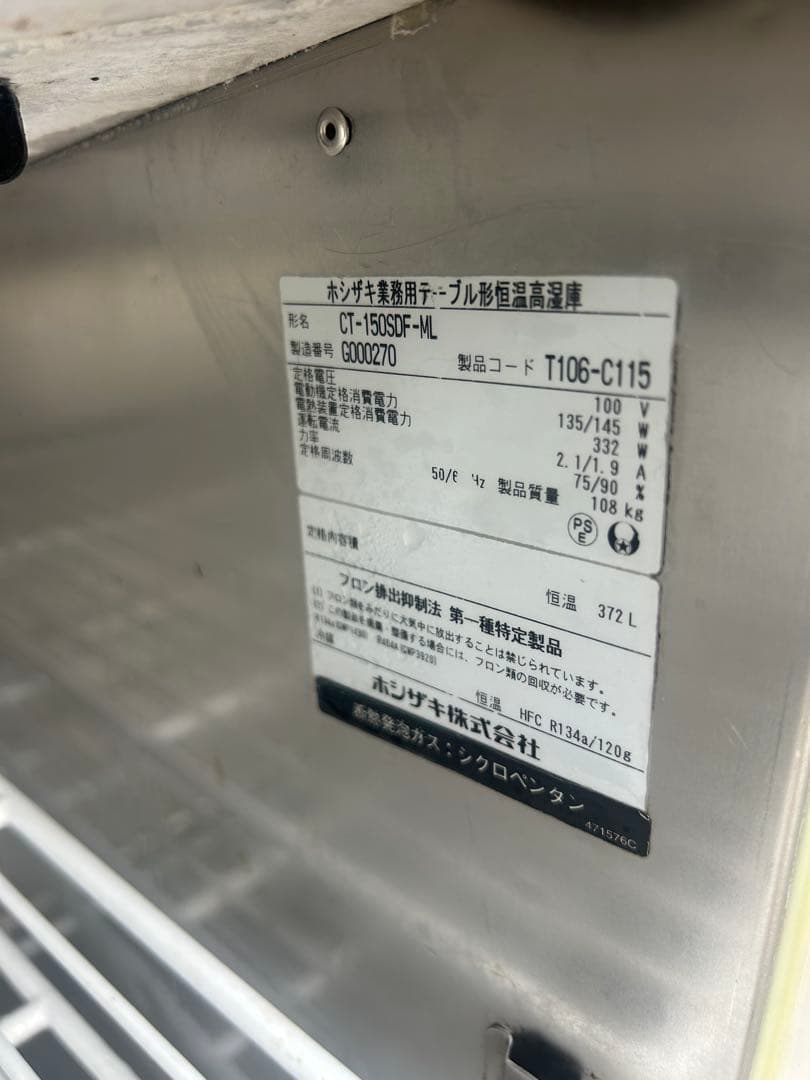 ホシザキ業務用テーブル形恒温高湿庫
形名 CT-150SDF-ML
製造番号 G000270 製品コード T106-C115
定格電圧 100 V
電動機定格消費電力 135/145 W
電熱装置定格消費電力 332 W
運転電流 2.1/1.9 A
力率 75/90 %
定格周波数 50/6 Hz 製品質量 108 kg
PS
E
定格内容積 恒温 372 L
フロン排出抑制法 第一種特定製品
(1) フロン類をみだりに大気中に放出することは禁じられています。
(2) この製品を廃棄・整備する場合には、フロン類の回収が必要です。
R134a(GWP1430) R404A(GWP3920)
冷媒 恒温 HFC R134a/120g
ホシザキ株式会社
断熱発泡ガス：シクロペンタン
471576C